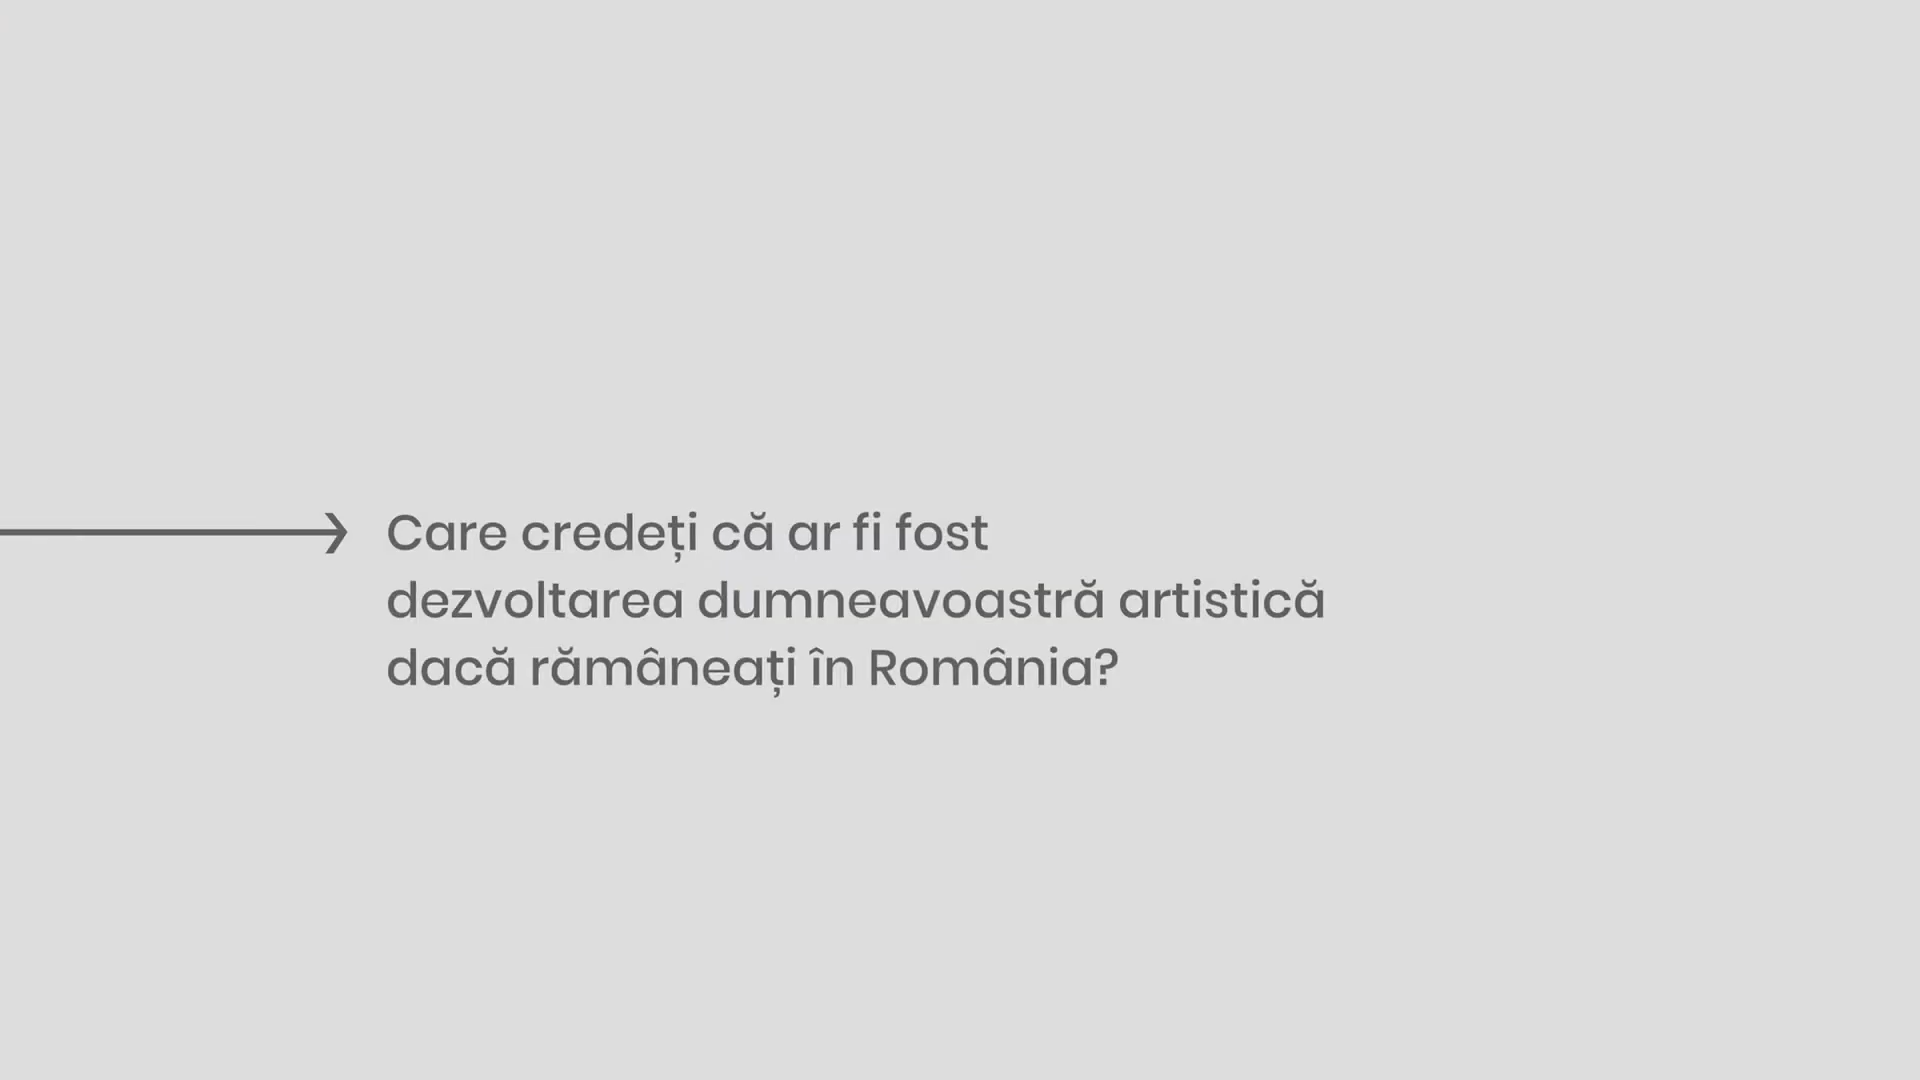 Care credeți că ar fi fost
dezvoltarea dumneavoastră artistică
dacă rămâneați în România?